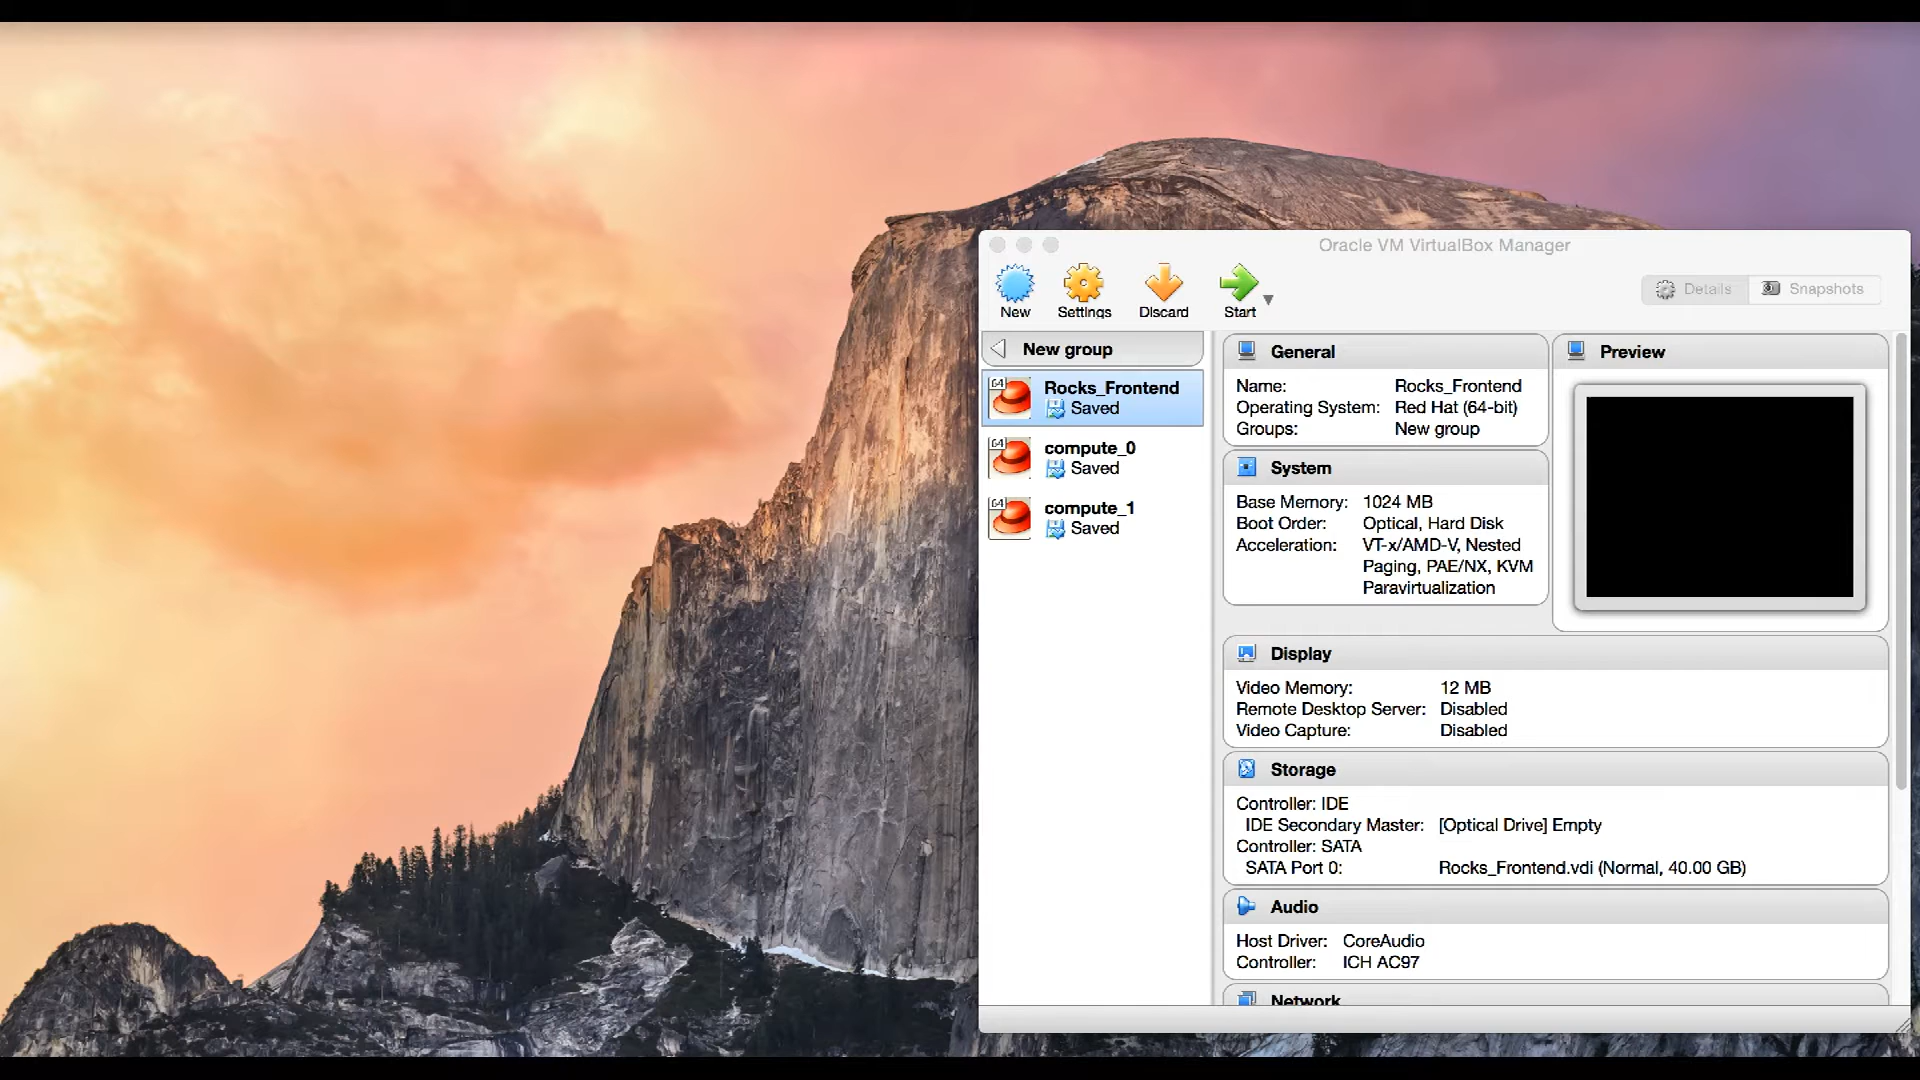 Oracle VM VirtualBox Manager
New
Settings
Discard
Start
Details
Snapshots
New group
64
Rocks_Frontend
Saved
64
compute_0
Saved
64
compute_1
Saved
General
Name: Rocks_Frontend
Operating System: Red Hat (64-bit)
Groups: New group
Preview
System
Base Memory: 1024 MB
Boot Order: Optical, Hard Disk
Acceleration: VT-x/AMD-V, Nested
Paging, PAE/NX, KVM
Paravirtualization
Display
Video Memory: 12 MB
Remote Desktop Server: Disabled
Video Capture: Disabled
Storage
Controller: IDE
IDE Secondary Master: [Optical Drive] Empty
Controller: SATA
SATA Port 0: Rocks_Frontend.vdi (Normal, 40.00 GB)
Audio
Host Driver: CoreAudio
Controller: ICH AC97
Network